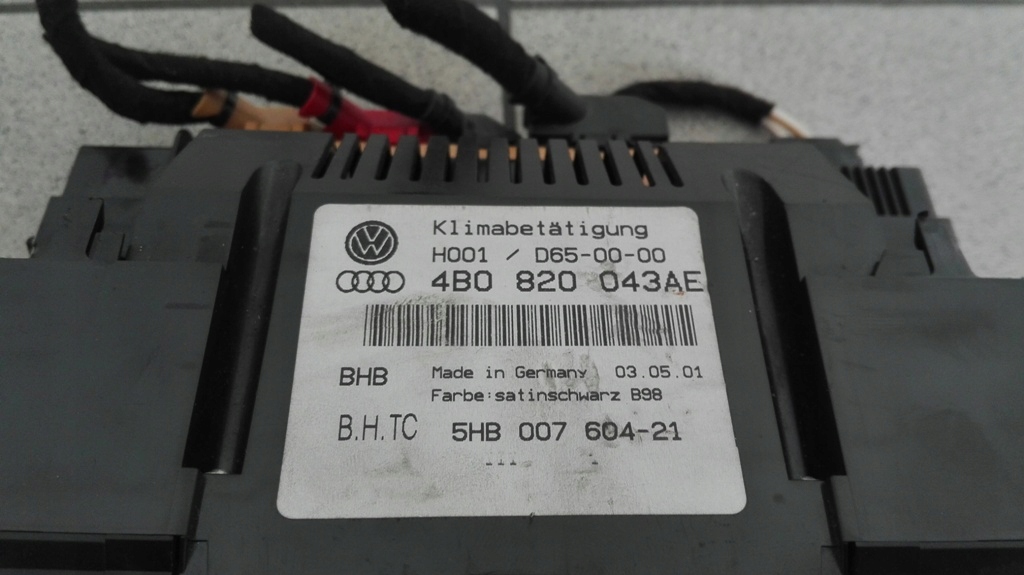 Klimabetätigung
H001 / D65-00-00
4B0 820 043AE
BHB Made in Germany 03.05.01
Farbe:satinschwarz B98
B.H.TC 5HB 007 604-21